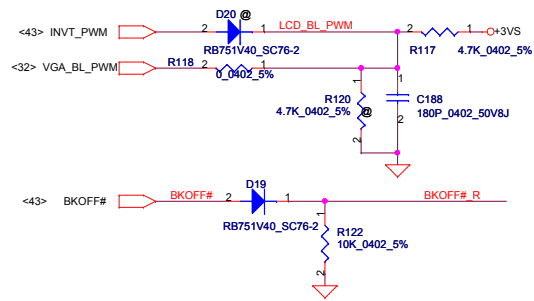 D20 @
<43> INVT_PWM 2 1 LCD_BL_PWM 2 1 +3VS
RB751V40_SC76-2 R117 4.7K_0402_5%
<32> VGA_BL_PWM R118 2 1
0_0402_5%
1 1
R120 @ C188
4.7K_0402_5% 180P_0402_50V8J
2 2
D19
<43> BKOFF# BKOFF# 2 1 BKOFF#_R
RB751V40_SC76-2 1
R122
10K_0402_5%
2